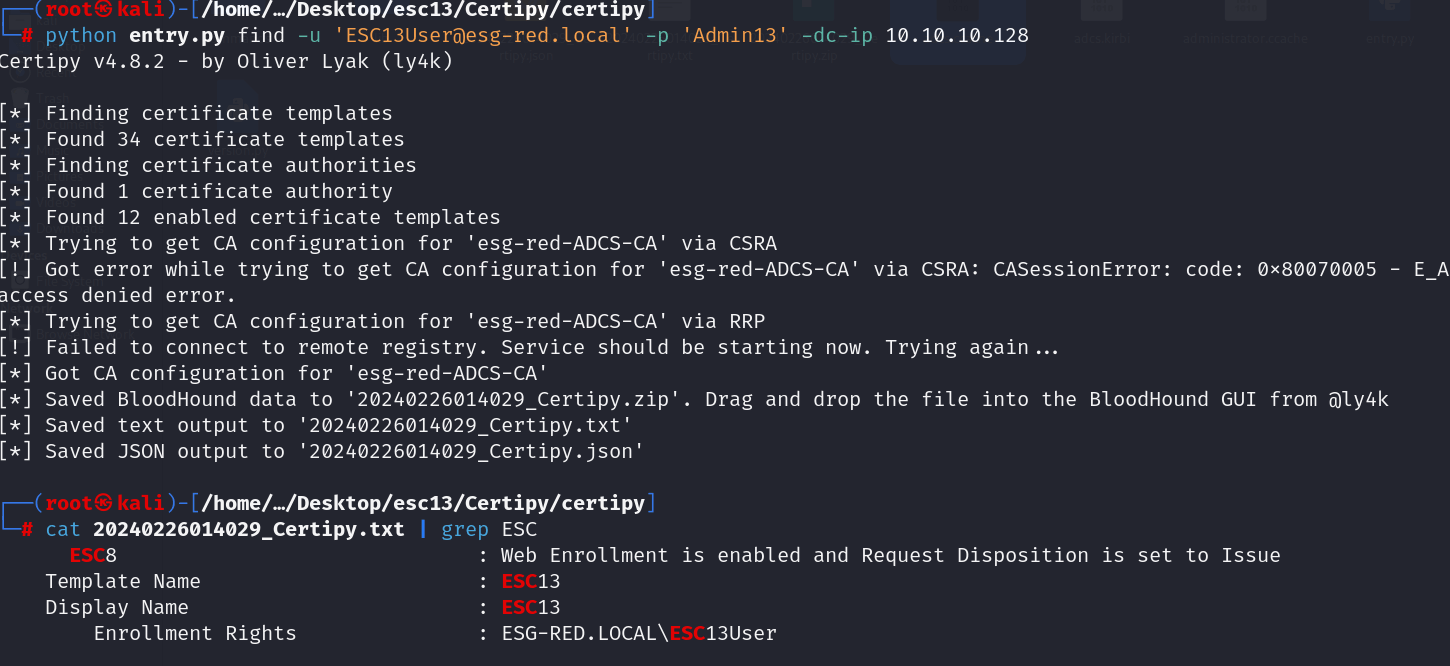 ┌──(root㉿kali)-[/home/…/Desktop/esc13/Certipy/certipy]
└─# python entry.py find -u 'ESC13User@esg-red.local' -p 'Admin13' -dc-ip 10.10.10.128
Certipy v4.8.2 - by Oliver Lyak (ly4k)
[*] Finding certificate templates
[*] Found 34 certificate templates
[*] Finding certificate authorities
[*] Found 1 certificate authority
[*] Found 12 enabled certificate templates
[*] Trying to get CA configuration for 'esg-red-ADCS-CA' via CSRA
[!] Got error while trying to get CA configuration for 'esg-red-ADCS-CA' via CSRA: CASessionError: code: 0×80070005 - E_A
access denied error.
[*] Trying to get CA configuration for 'esg-red-ADCS-CA' via RRP
[!] Failed to connect to remote registry. Service should be starting now. Trying again...
[*] Got CA configuration for 'esg-red-ADCS-CA'
[*] Saved BloodHound data to '20240226014029_Certipy.zip'. Drag and drop the file into the BloodHound GUI from @ly4k
[*] Saved text output to '20240226014029_Certipy.txt'
[*] Saved JSON output to '20240226014029_Certipy.json'
┌──(root㉿kali)-[/home/…/Desktop/esc13/Certipy/certipy]
└─# cat 20240226014029_Certipy.txt | grep ESC
ESC8 : Web Enrollment is enabled and Request Disposition is set to Issue
Template Name : ESC13
Display Name : ESC13
Enrollment Rights : ESG-RED.LOCAL\ESC13User